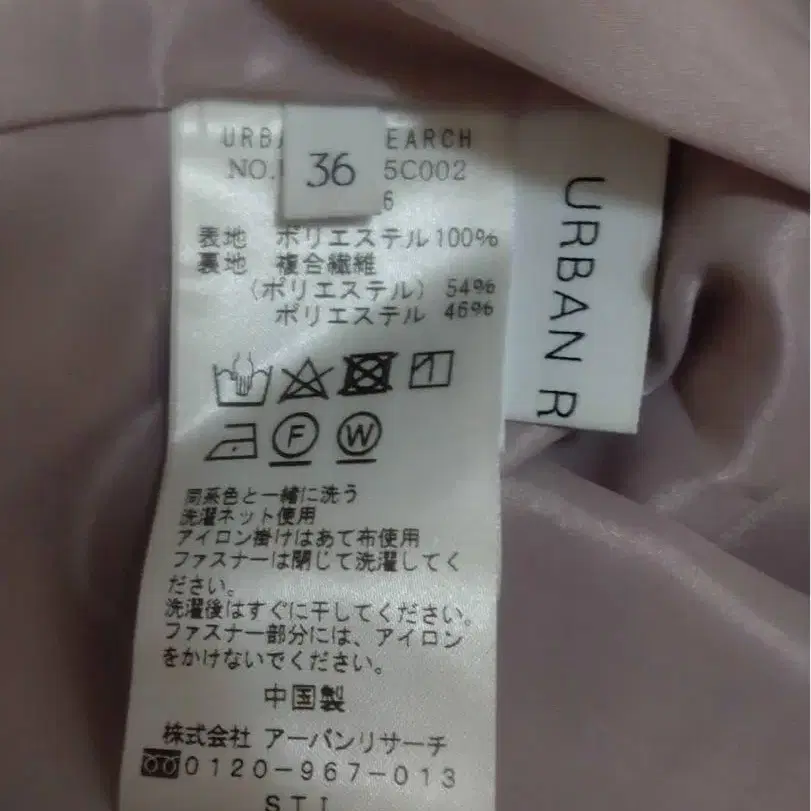 URB EARCH
36
NO. 5C002
6
表地 ポリエステル100%
裏地 複合繊維
(ポリエステル) 54%
ポリエステル 46%
F W
同系色と一緒に洗う
洗濯ネット使用
アイロン掛けはあて布使用
ファスナーは閉じて洗濯してく
ださい。
洗濯後はすぐに干してください。
ファスナー部分には、アイロン
をかけないでください。
中国製
株式会社 アーバンリサーチ
0120-967-013
STI
URBAN R